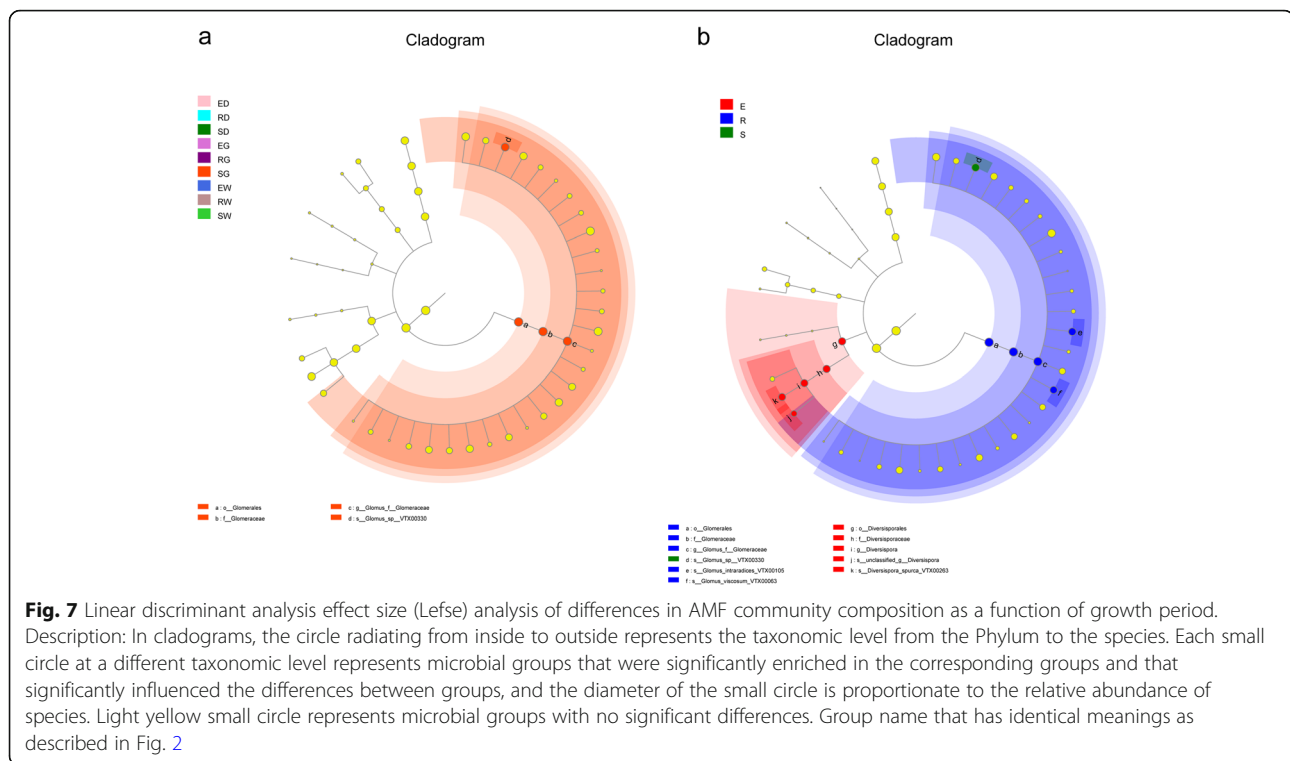 a
Cladogram
ED
RD
SD
EG
RG
SG
EW
RW
SW
d
a
b
c
a : o__Glomerales
b : f__Glomeraceae
c : g__Glomus_f__Glomeraceae
d : s__Glomus_sp__VTX00330
b
Cladogram
E
R
S
d
e
a
b
c
f
g
h
i
k
j
a : o__Glomerales
b : f__Glomeraceae
c : g__Glomus_f__Glomeraceae
d : s__Glomus_sp__VTX00330
e : s__Glomus_intraradices_VTX00105
f : s__Glomus_viscosum_VTX00063
g : o__Diversisporales
h : f__Diversisporaceae
i : g__Diversispora
j : s__unclassified_g__Diversispora
k : s__Diversispora_spurca_VTX00263
Fig. 7 Linear discriminant analysis effect size (Lefse) analysis of differences in AMF community composition as a function of growth period.
Description: In cladograms, the circle radiating from inside to outside represents the taxonomic level from the Phylum to the species. Each small
circle at a different taxonomic level represents microbial groups that were significantly enriched in the corresponding groups and that
significantly influenced the differences between groups, and the diameter of the small circle is proportionate to the relative abundance of
species. Light yellow small circle represents microbial groups with no significant differences. Group name that has identical meanings as
described in Fig. 2